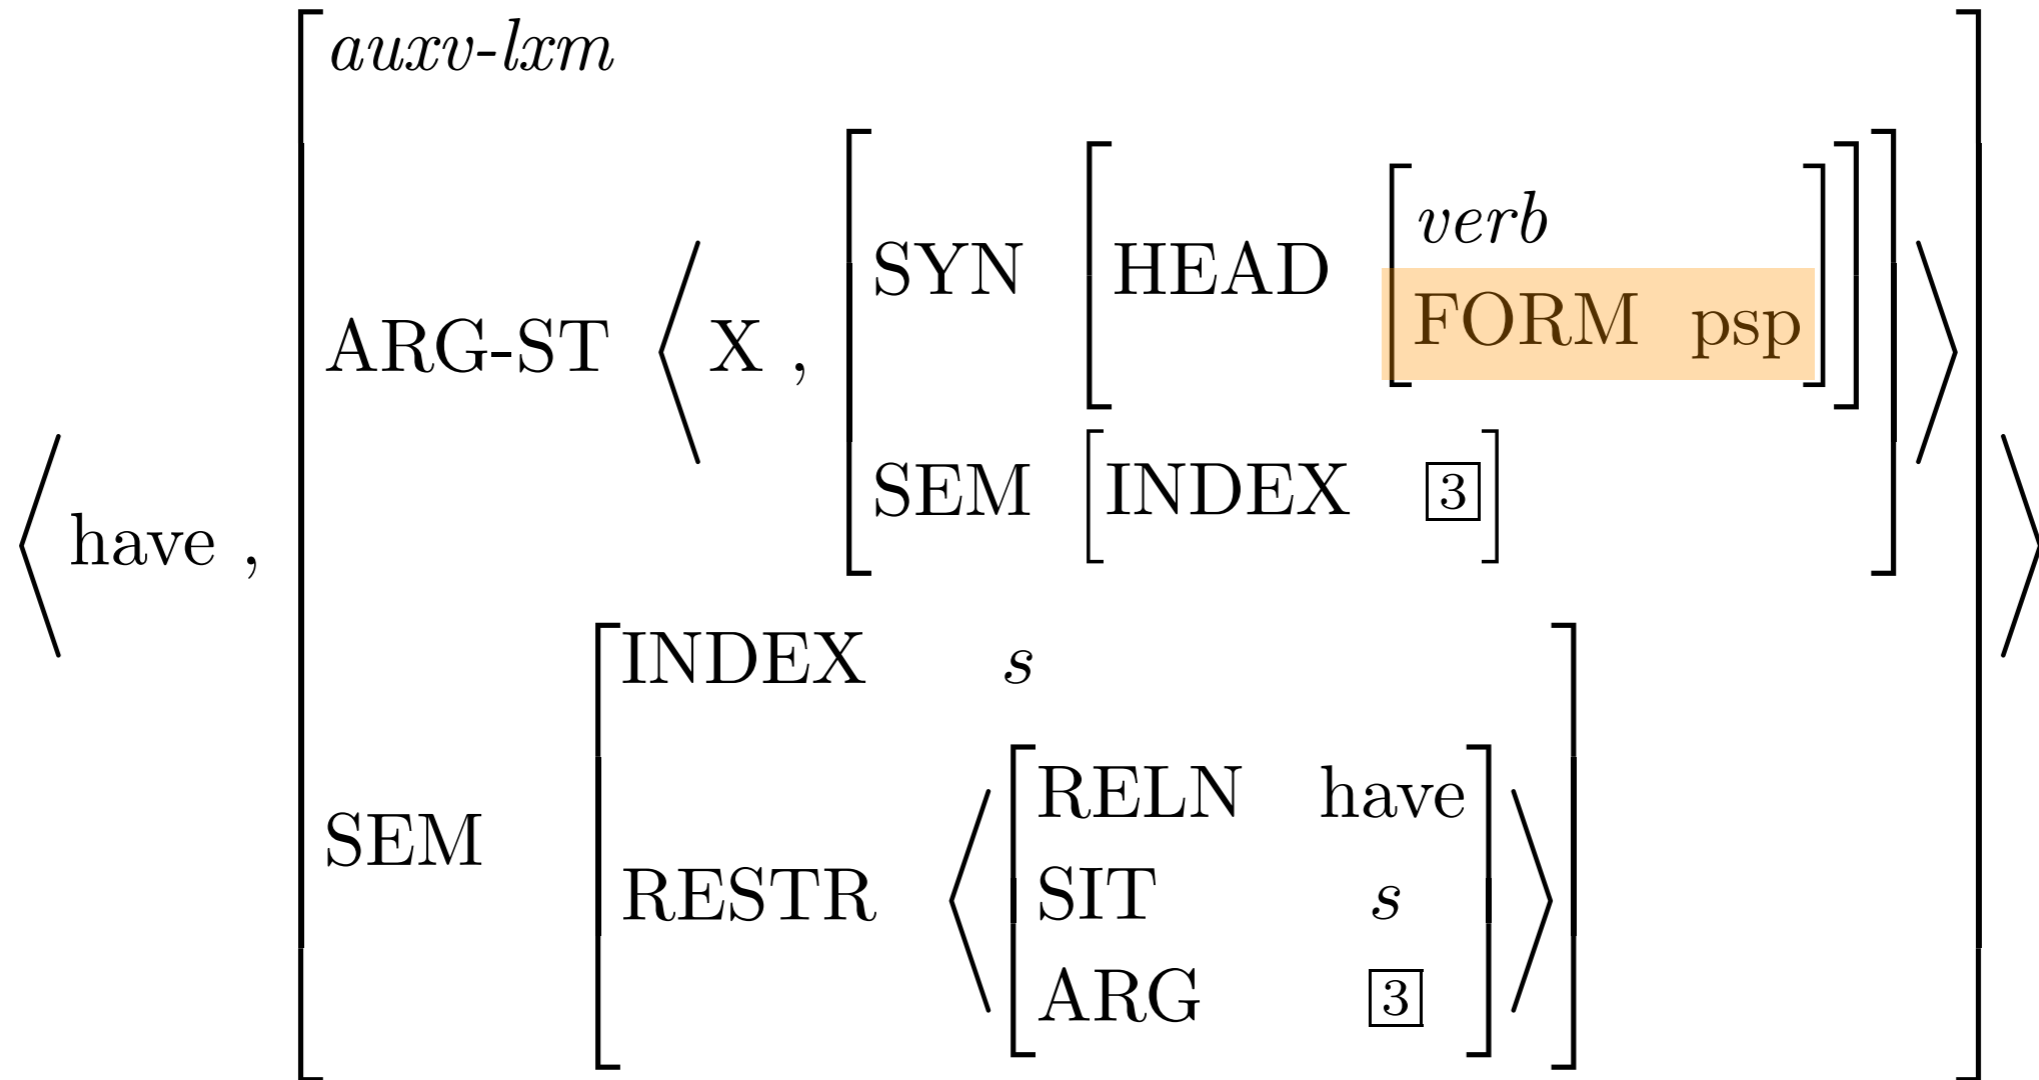 auxv-lxm
verb
SYN [ HEAD
FORM psp
ARG-ST ⟨ X ,
SEM [ INDEX 3 ]
⟨ have ,
INDEX s
RELN have
SEM
RESTR
SIT s
ARG 3